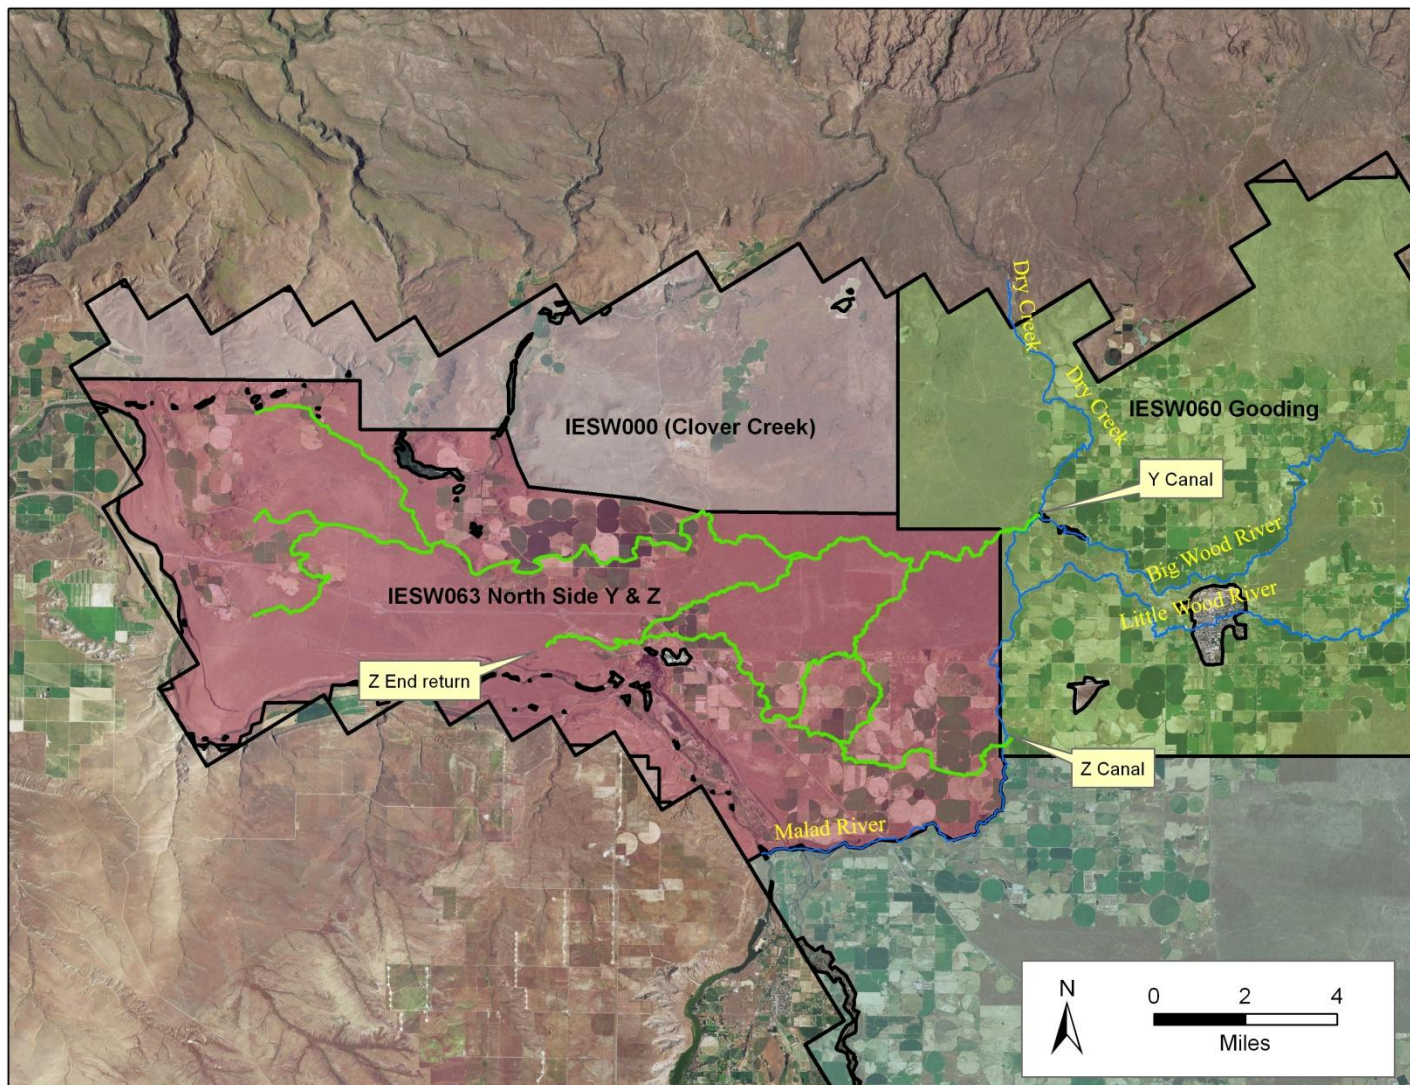 Dry Creek
Dry Creek
IESW060 Gooding
IESW000 (Clover Creek)
Y Canal
Big Wood River
Little Wood River
IESW063 North Side Y & Z
Z End return
Z Canal
Malad River
N
0 2 4
Miles